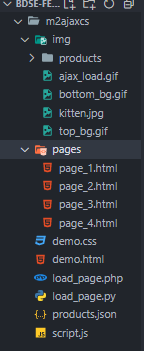 BDSE-FE
m2ajaxcs
img
products
ajax_load.gif
bottom_bg.gif
kitten.jpg
top_bg.gif
pages
page_1.html
page_2.html
page_3.html
page_4.html
demo.css
demo.html
load_page.php
load_page.py
products.json
script.js